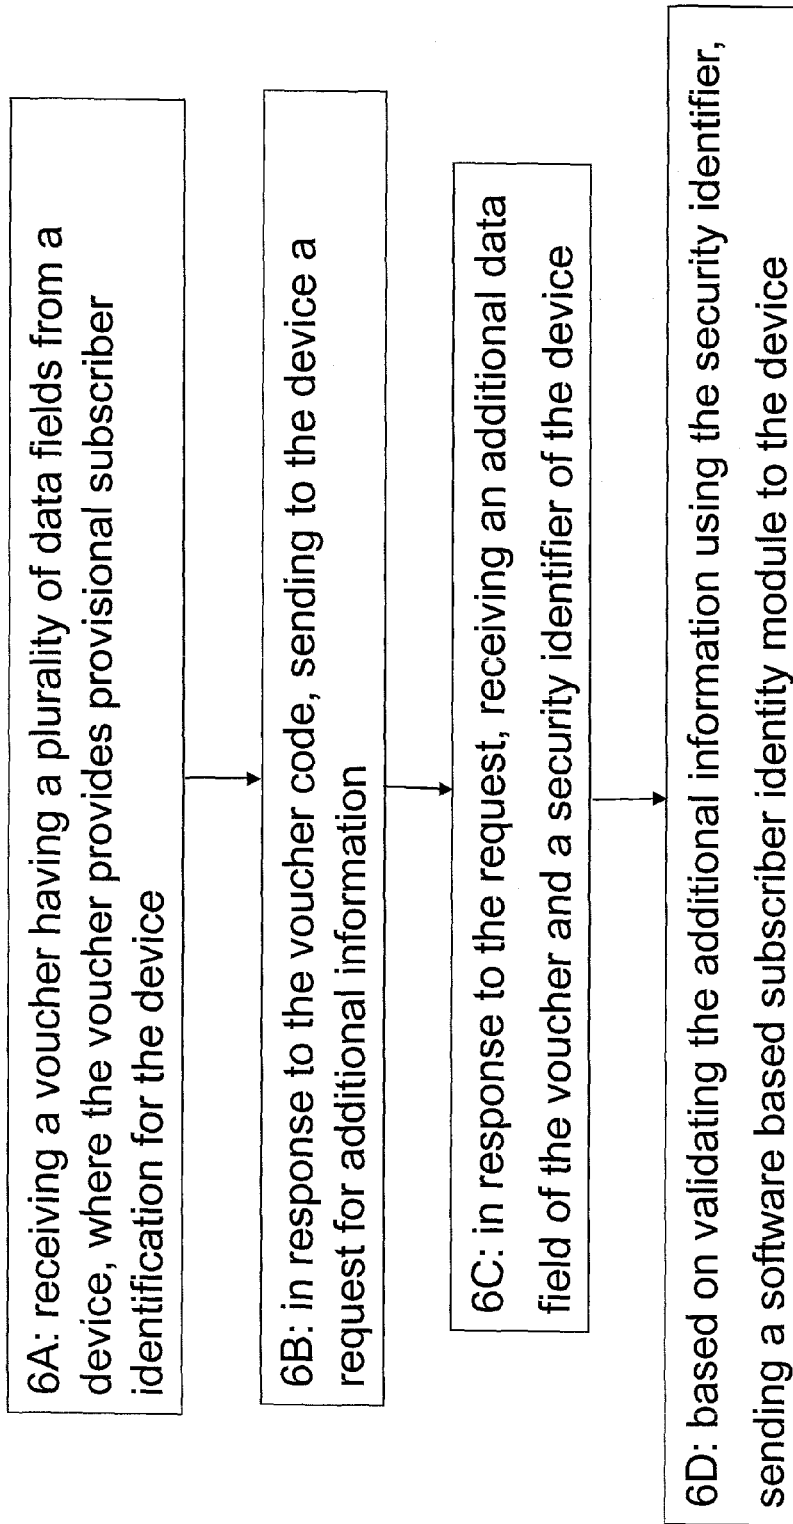 6A: receiving a voucher having a plurality of data fields from a
device, where the voucher provides provisional subscriber
identification for the device
6B: in response to the voucher code, sending to the device a
request for additional information
6C: in response to the request, receiving an additional data
field of the voucher and a security identifier of the device
6D: based on validating the additional information using the security identifier,
sending a software based subscriber identity module to the device